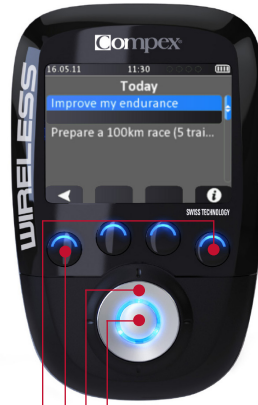 Compex
WIRELESS
16.05.11 11:30
Today
Improve my endurance
Prepare a 100km race (5 trai...
i
SWISS TECHNOLOGY